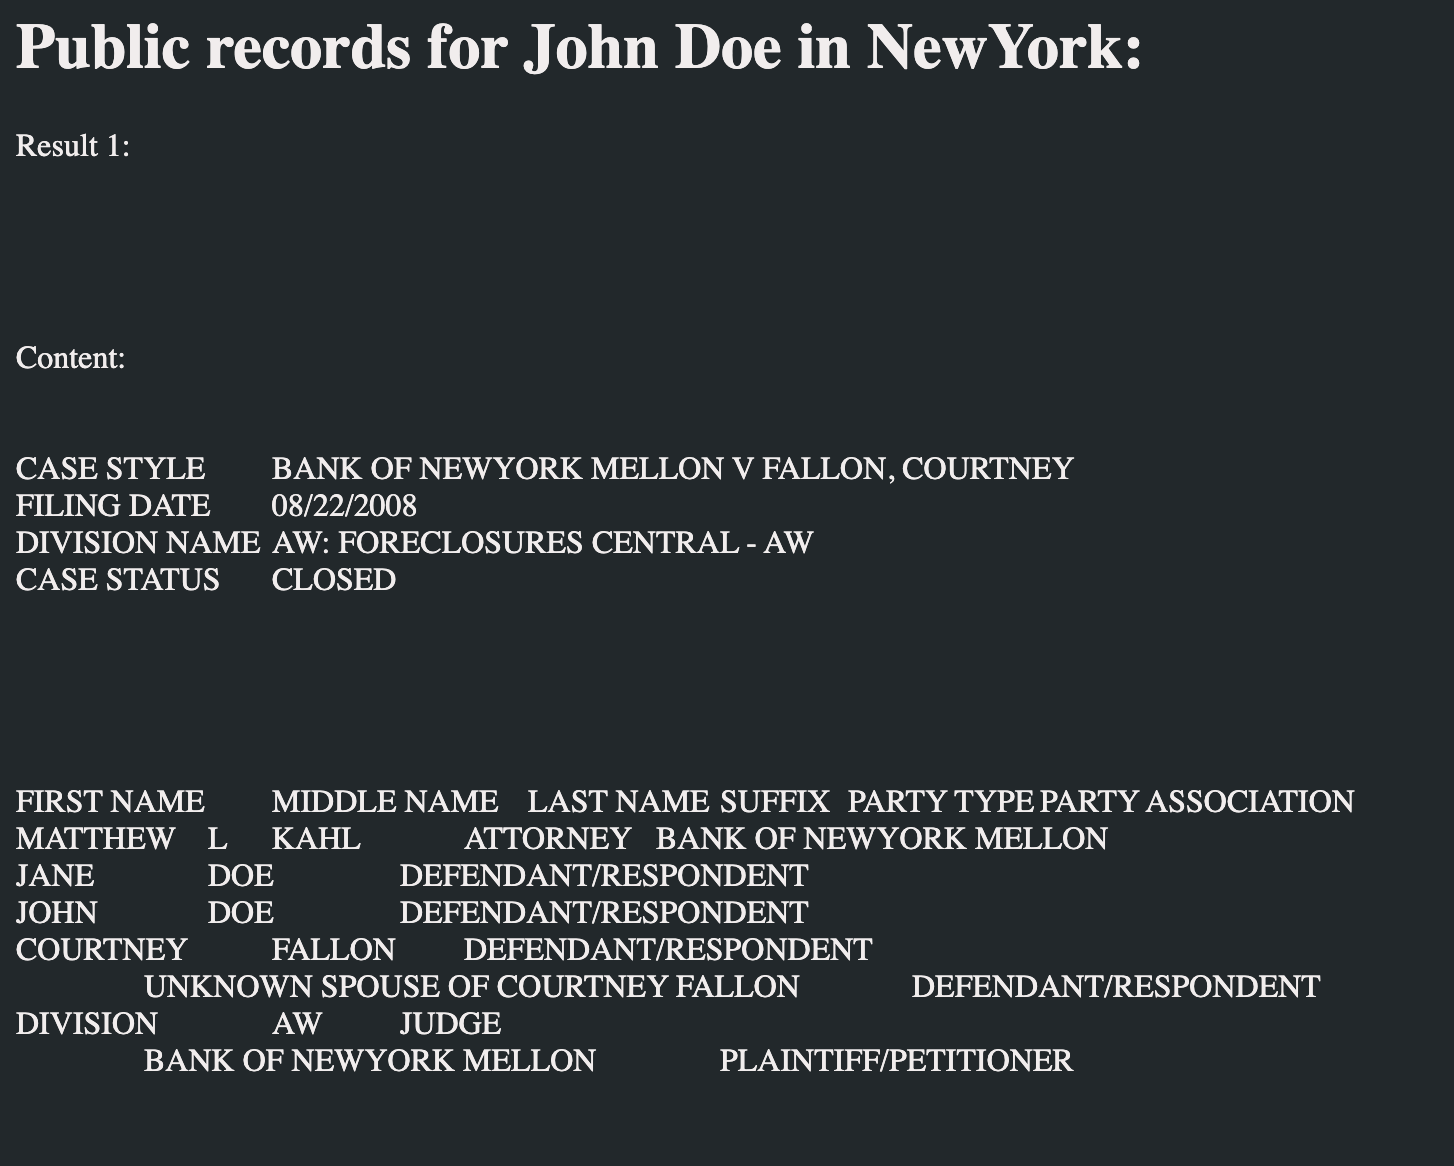 Public records for John Doe in NewYork:
Result 1:
Content:
CASE STYLE BANK OF NEWYORK MELLON V FALLON, COURTNEY
FILING DATE 08/22/2008
DIVISION NAME AW: FORECLOSURES CENTRAL - AW
CASE STATUS CLOSED
FIRST NAME MIDDLE NAME LAST NAME SUFFIX PARTY TYPE PARTY ASSOCIATION
MATTHEW L KAHL ATTORNEY BANK OF NEWYORK MELLON
JANE DOE DEFENDANT/RESPONDENT
JOHN DOE DEFENDANT/RESPONDENT
COURTNEY FALLON DEFENDANT/RESPONDENT
UNKNOWN SPOUSE OF COURTNEY FALLON DEFENDANT/RESPONDENT
DIVISION AW JUDGE
BANK OF NEWYORK MELLON PLAINTIFF/PETITIONER